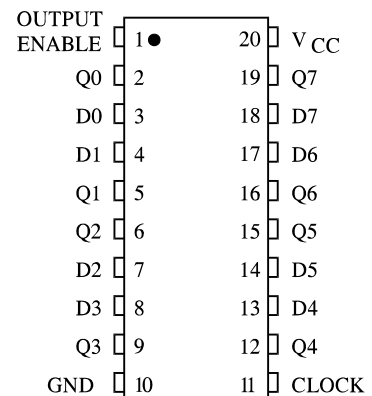 OUTPUT
ENABLE 1 20 V CC
Q0 2 19 Q7
D0 3 18 D7
D1 4 17 D6
Q1 5 16 Q6
Q2 6 15 Q5
D2 7 14 D5
D3 8 13 D4
Q3 9 12 Q4
GND 10 11 CLOCK